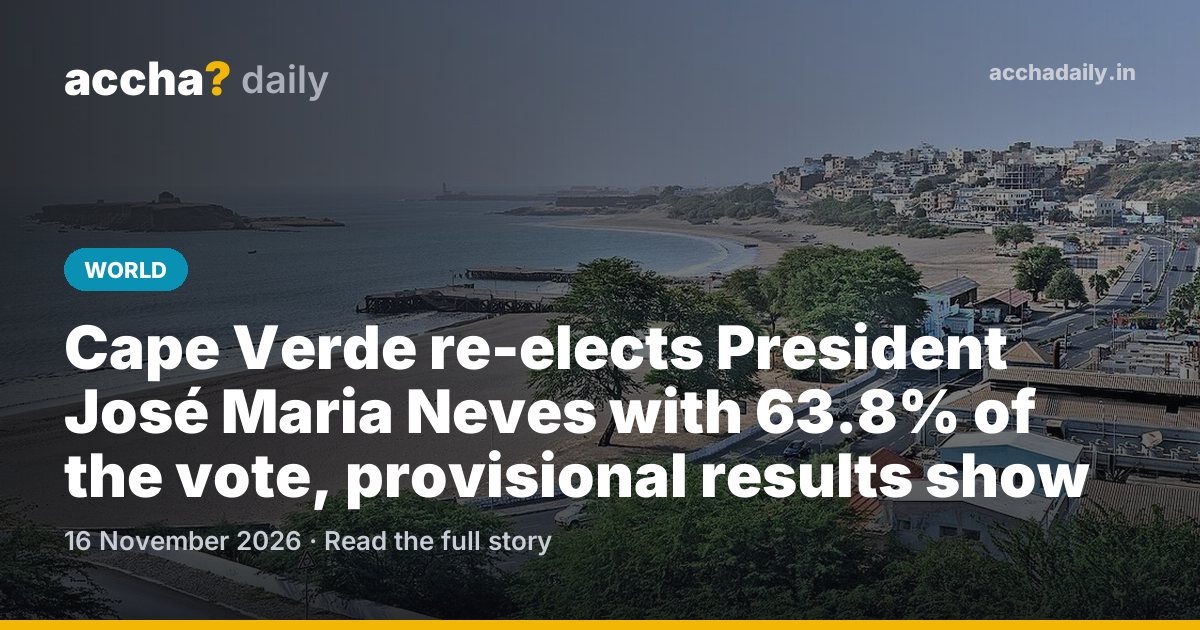 accha? daily
acchadaily.in
WORLD
Cape Verde re-elects President
José Maria Neves with 63.8% of
the vote, provisional results show
16 November 2026 · Read the full story